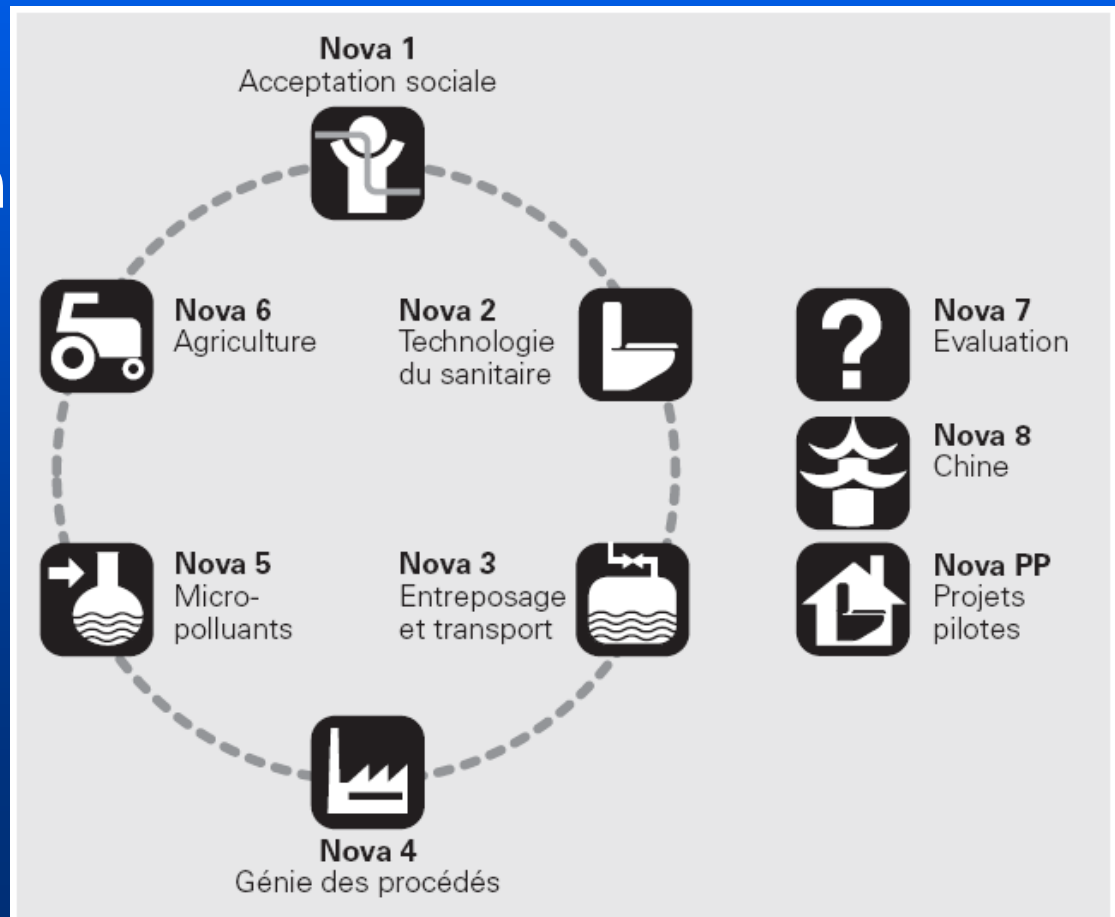 Nova 1
Acceptation sociale
Nova 6
Agriculture
Nova 2
Technologie
du sanitaire
Nova 7
Evaluation
Nova 8
Chine
Nova 5
Micro-
polluants
Nova 3
Entreposage
et transport
Nova PP
Projets
pilotes
Nova 4
Génie des procédés